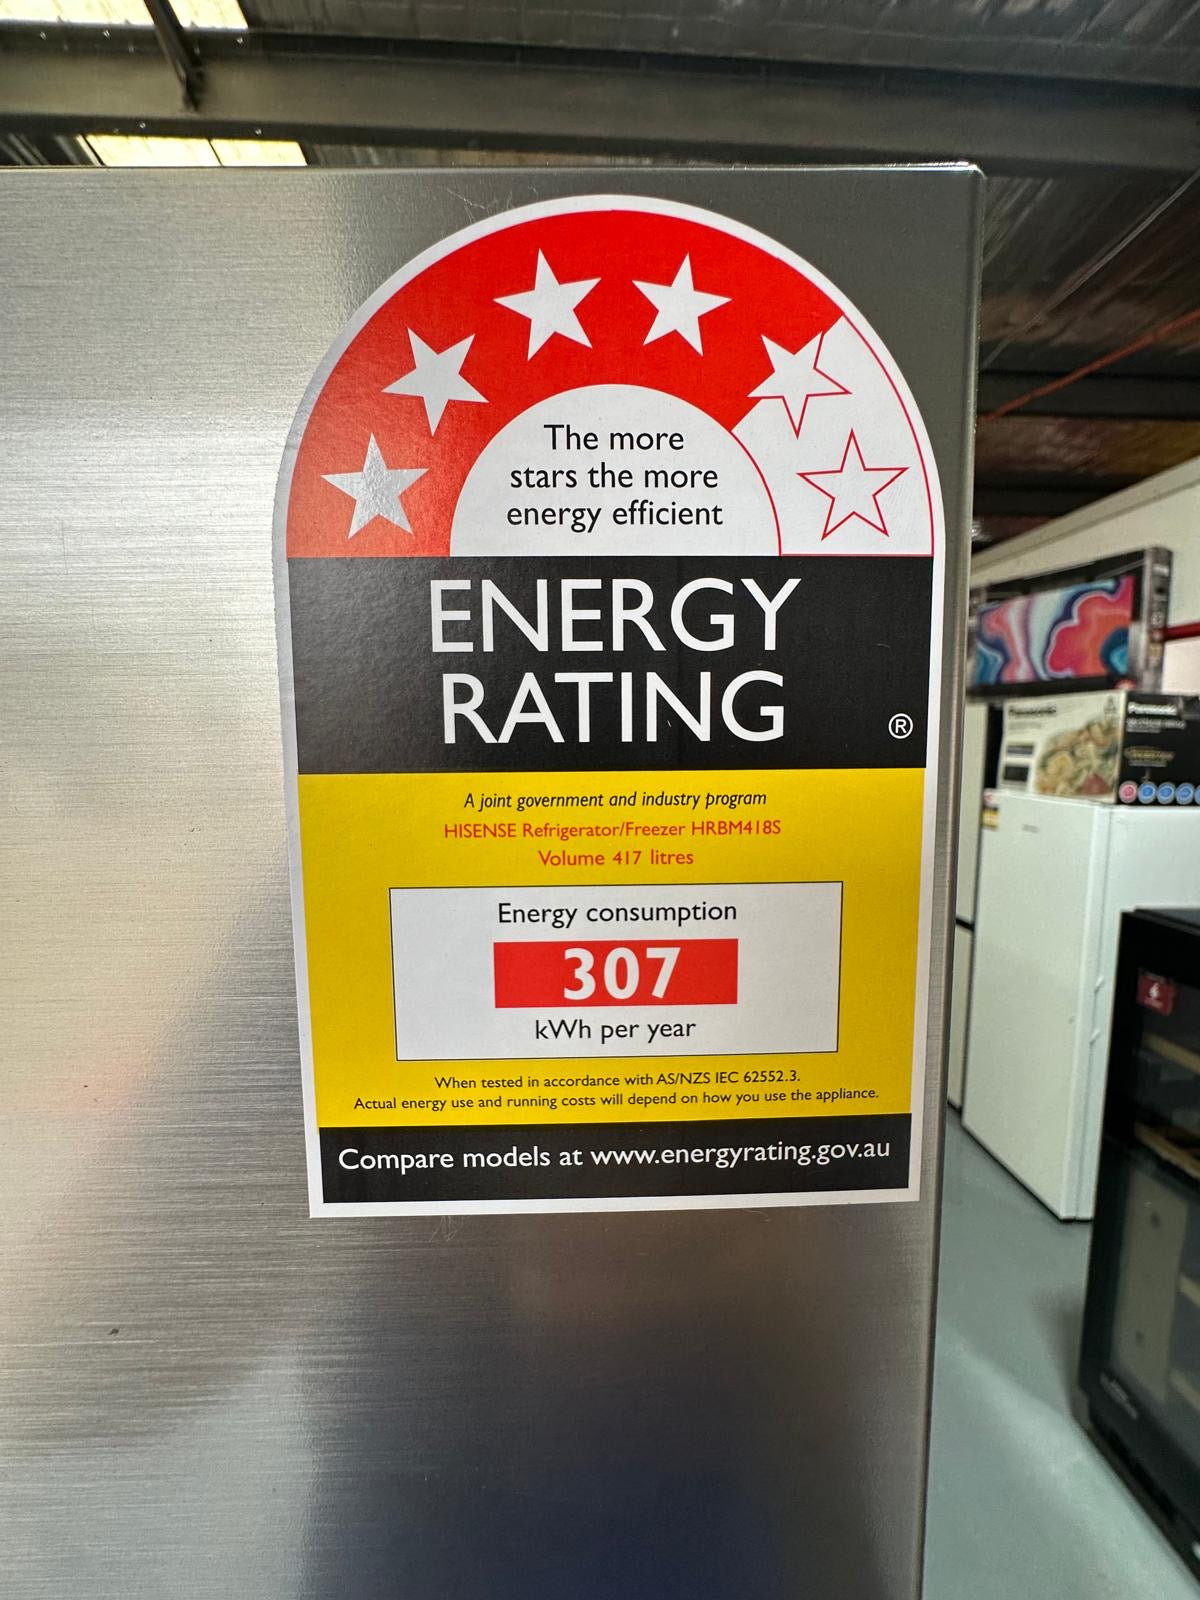 The more
stars the more
energy efficient
ENERGY
RATING
®
A joint government and industry program
HISENSE Refrigerator/Freezer HRBM418S
Volume 417 litres
Energy consumption
307
kWh per year
When tested in accordance with AS/NZS IEC 62552.3.
Actual energy use and running costs will depend on how you use the appliance.
Compare models at www.energyrating.gov.au
Panasonic
Panasonic